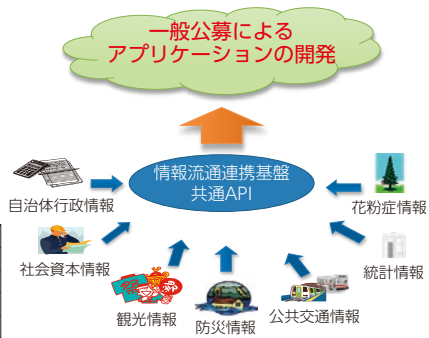 一般公募による
アプリケーションの開発
情報流通連携基盤
共通API
自治体行政情報
花粉症情報
社会資本情報
統計情報
観光情報
防災情報
公共交通情報